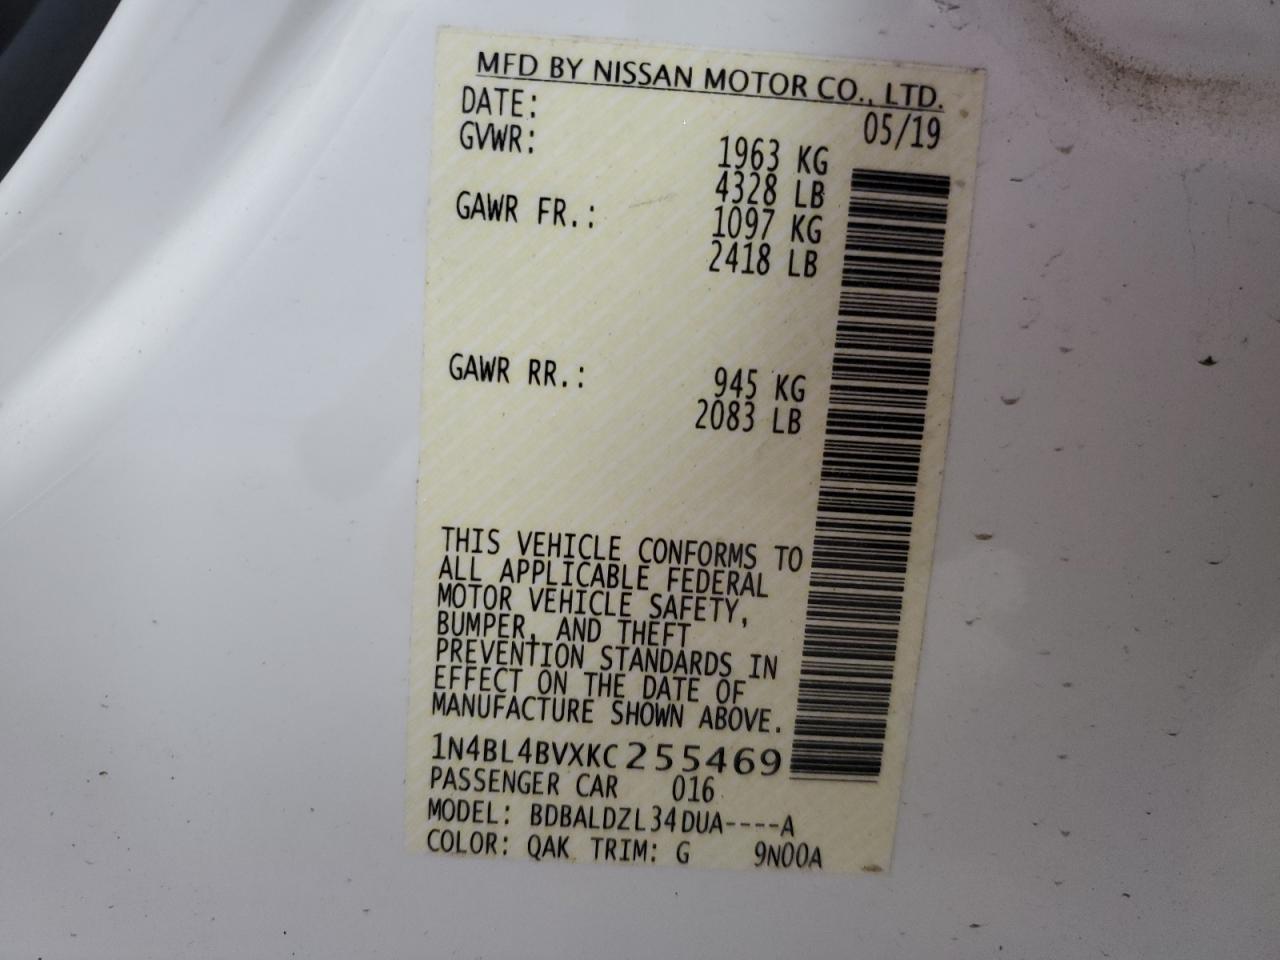 MFD BY NISSAN MOTOR CO., LTD.
DATE: 05/19
GVWR: 1963 KG
4328 LB
GAWR FR.: 1097 KG
2418 LB
GAWR RR.: 945 KG
2083 LB
THIS VEHICLE CONFORMS TO
ALL APPLICABLE FEDERAL
MOTOR VEHICLE SAFETY,
BUMPER, AND THEFT
PREVENTION STANDARDS IN
EFFECT ON THE DATE OF
MANUFACTURE SHOWN ABOVE.
1N4BL4BVXKC255469
PASSENGER CAR 016
MODEL: BDBALDZL34DUA----A
COLOR: QAK TRIM: G 9N00A